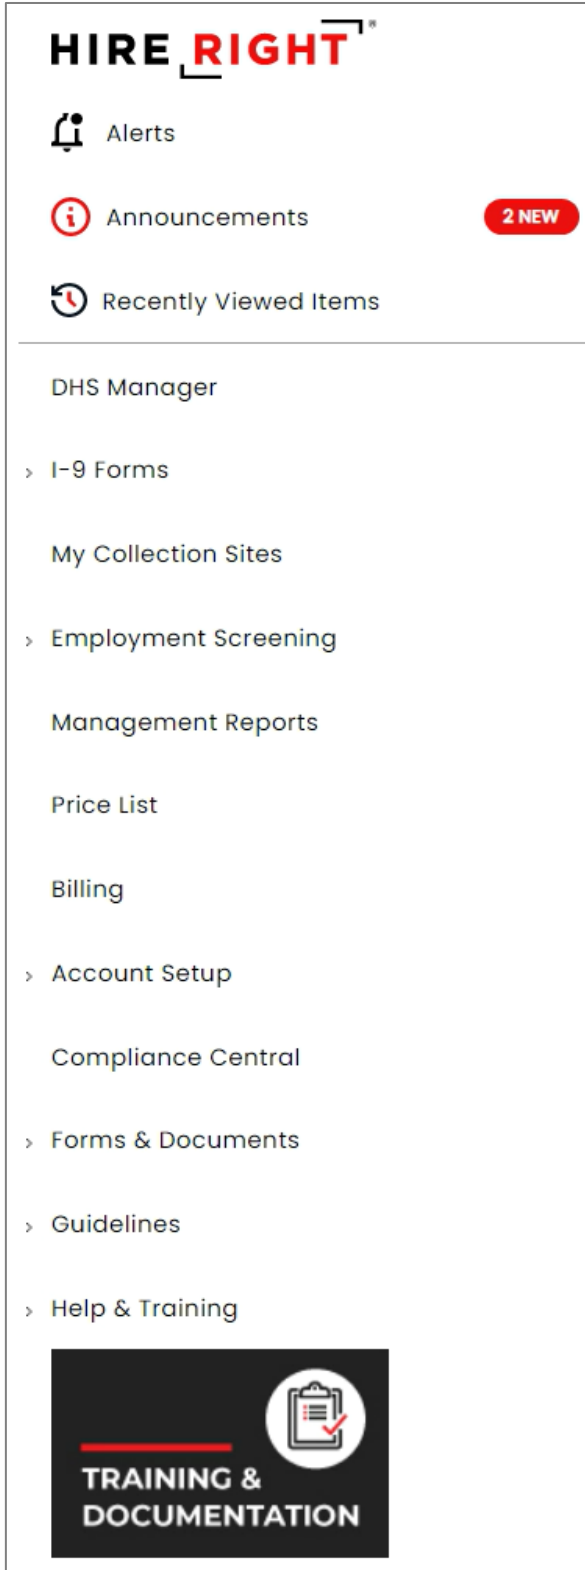 HIRE RIGHT®
Alerts
Announcements 2 NEW
Recently Viewed Items
DHS Manager
> I-9 Forms
My Collection Sites
> Employment Screening
Management Reports
Price List
Billing
> Account Setup
Compliance Central
> Forms & Documents
> Guidelines
> Help & Training
TRAINING &
DOCUMENTATION